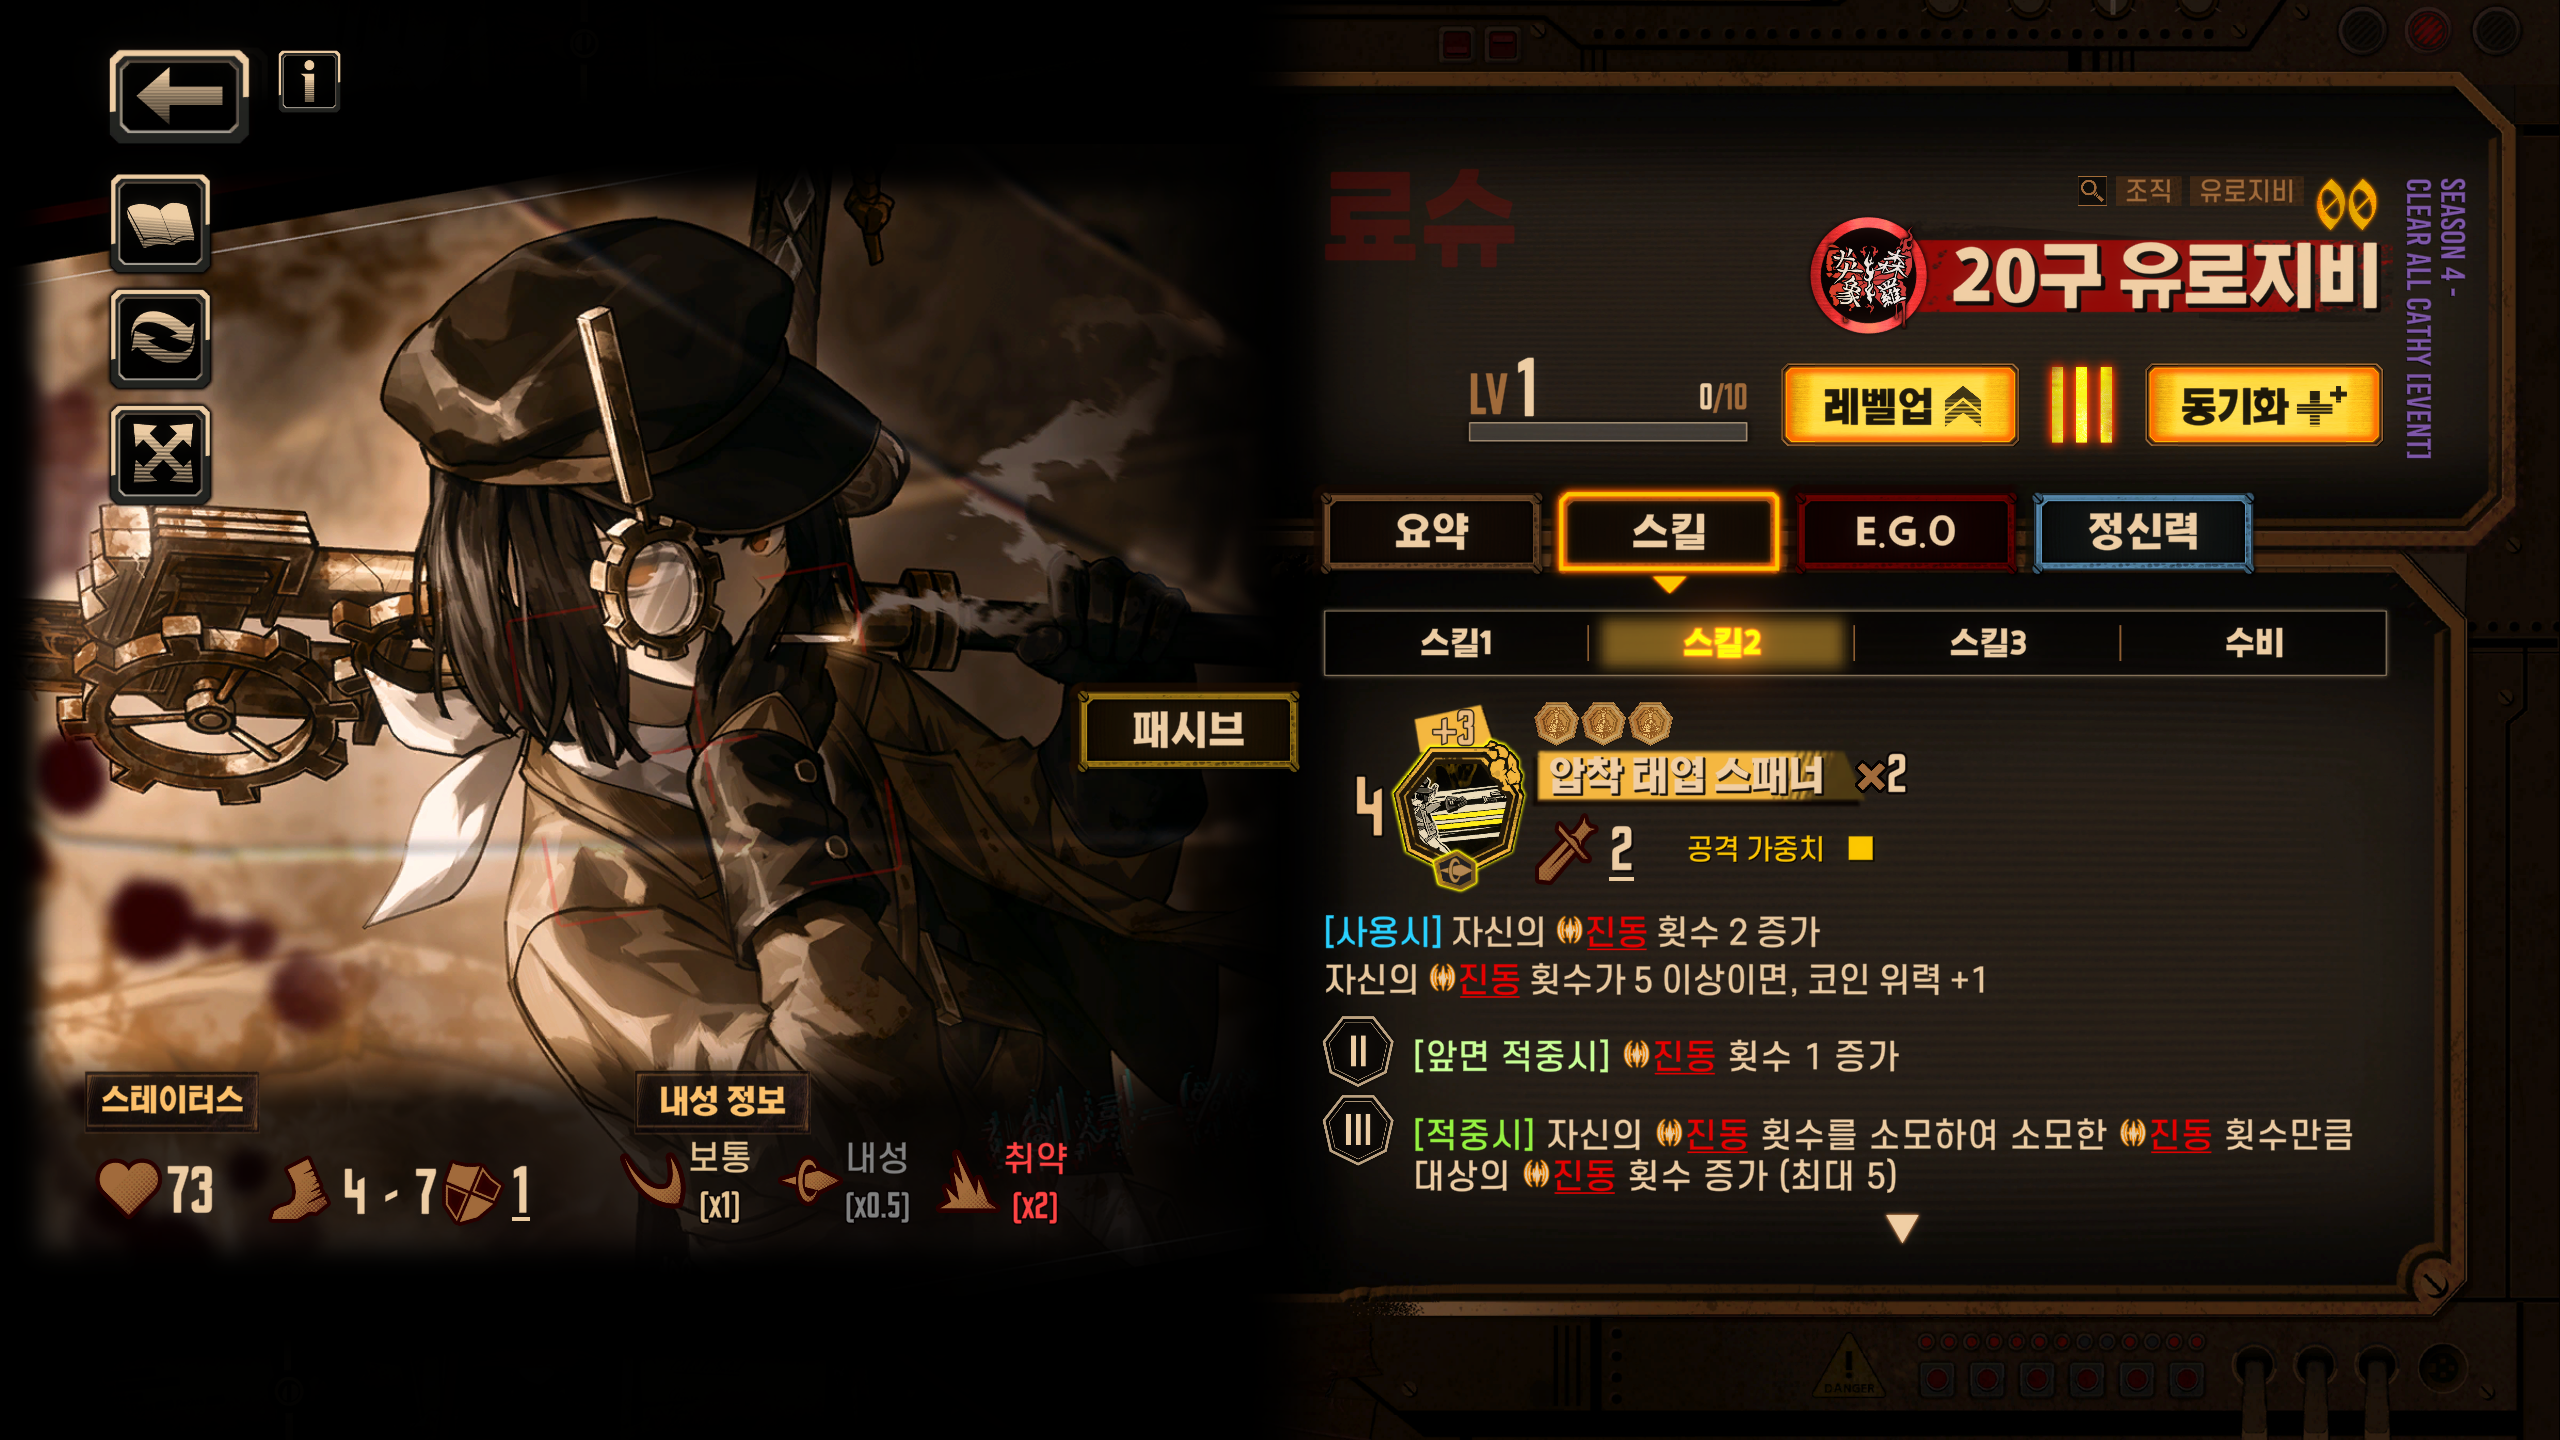 료슈
조직 유로지비
20구 유로지비
SEASON 4 -
CLEAR ALL CATHY [EVENT]
LV 1 0/10
레벨업
동기화
요약 스킬 E.G.O 정신력
스킬1 스킬2 스킬3 수비
패시브
+3
4
압착 태엽 스패너 ×2
2 공격 가중치
[사용시] 자신의 진동 횟수 2 증가
자신의 진동 횟수가 5 이상이면, 코인 위력 +1
II [앞면 적중시] 진동 횟수 1 증가
III [적중시] 자신의 진동 횟수를 소모하여 소모한 진동 횟수만큼
대상의 진동 횟수 증가 (최대 5)
스테이터스
73 4 - 7 1
내성 정보
보통 내성 취약
[x1] [x0.5] [x2]
DANGER